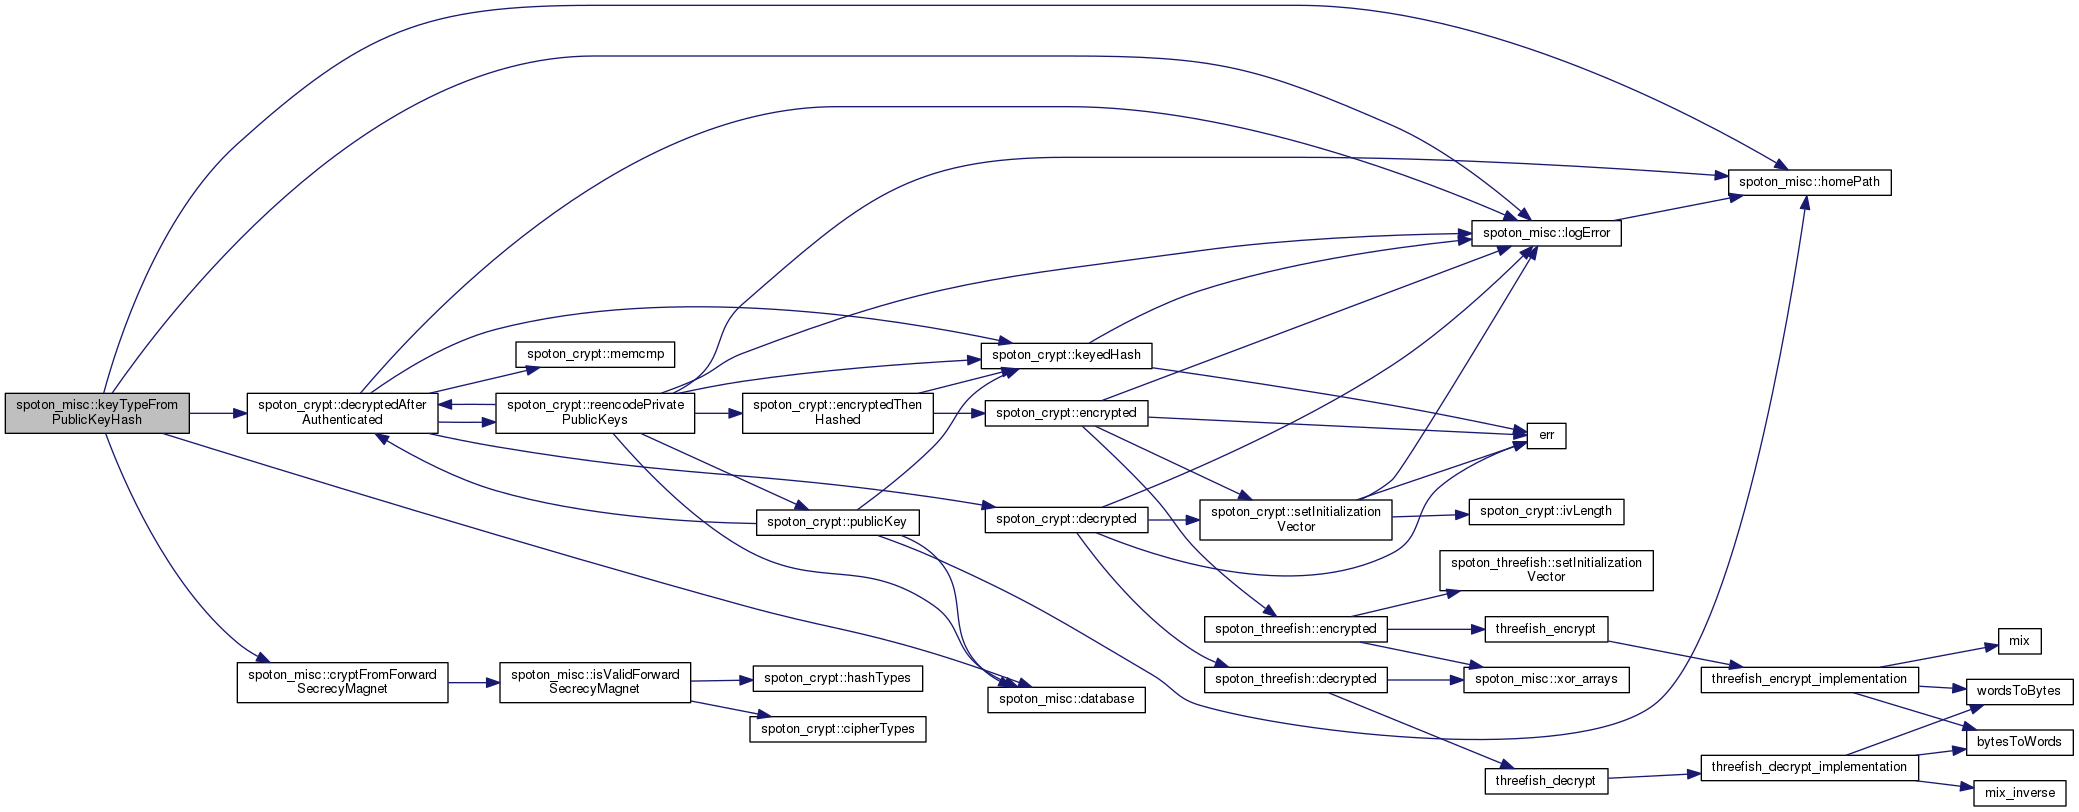 spoton_misc::keyTypeFrom
PublicKeyHash
spoton_crypt::decryptedAfter
Authenticated
spoton_misc::cryptFromForward
SecrecyMagnet
spoton_crypt::memcmp
spoton_crypt::reencodePrivate
PublicKeys
spoton_misc::isValidForward
SecrecyMagnet
spoton_crypt::encryptedThen
Hashed
spoton_crypt::publicKey
spoton_crypt::hashTypes
spoton_crypt::cipherTypes
spoton_crypt::keyedHash
spoton_crypt::encrypted
spoton_crypt::decrypted
spoton_misc::database
spoton_crypt::setInitialization
Vector
spoton_threefish::encrypted
spoton_threefish::decrypted
spoton_misc::logError
err
spoton_crypt::ivLength
spoton_threefish::setInitialization
Vector
threefish_encrypt
spoton_misc::xor_arrays
threefish_decrypt
spoton_misc::homePath
threefish_encrypt_implementation
threefish_decrypt_implementation
mix
wordsToBytes
bytesToWords
mix_inverse